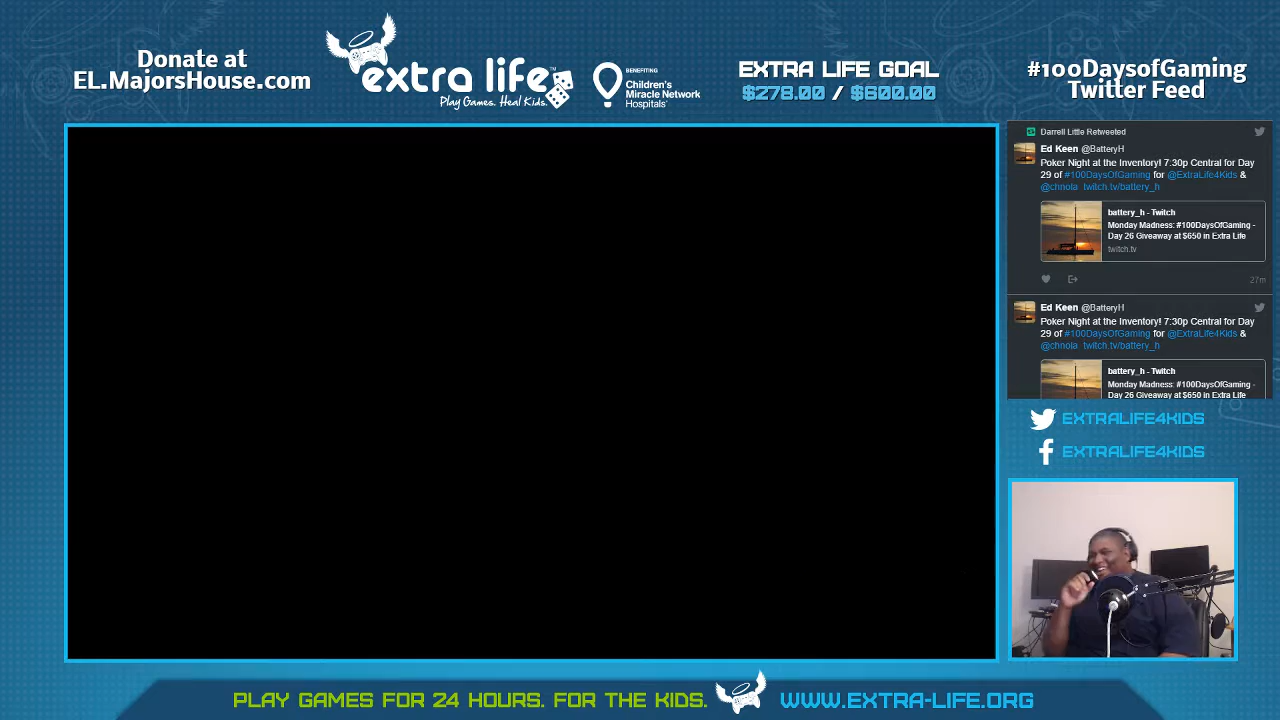 Donate at
EL.MajorsHouse.com
extra life™
Play Games. Heal Kids.
BENEFITING
Children's
Miracle Network
Hospitals®
EXTRA LIFE GOAL
$278.00 / $600.00
#100DaysofGaming
Twitter Feed
Darrell Little Retweeted
Ed Keen @BatteryH
Poker Night at the Inventory! 7:30p Central for Day
29 of #100DaysOfGaming for @ExtraLife4Kids &
@chnola twitch.tv/battery_h
battery_h - Twitch
Monday Madness: #100DaysOfGaming -
Day 26 Giveaway at $650 in Extra Life
twitch.tv
27m
Ed Keen @BatteryH
Poker Night at the Inventory! 7:30p Central for Day
29 of #100DaysOfGaming for @ExtraLife4Kids &
@chnola twitch.tv/battery_h
battery_h - Twitch
Monday Madness: #100DaysOfGaming -
Day 26 Giveaway at $650 in Extra Life
EXTRALIFE4KIDS
EXTRALIFE4KIDS
PLAY GAMES FOR 24 HOURS. FOR THE KIDS.
WWW.EXTRA-LIFE.ORG